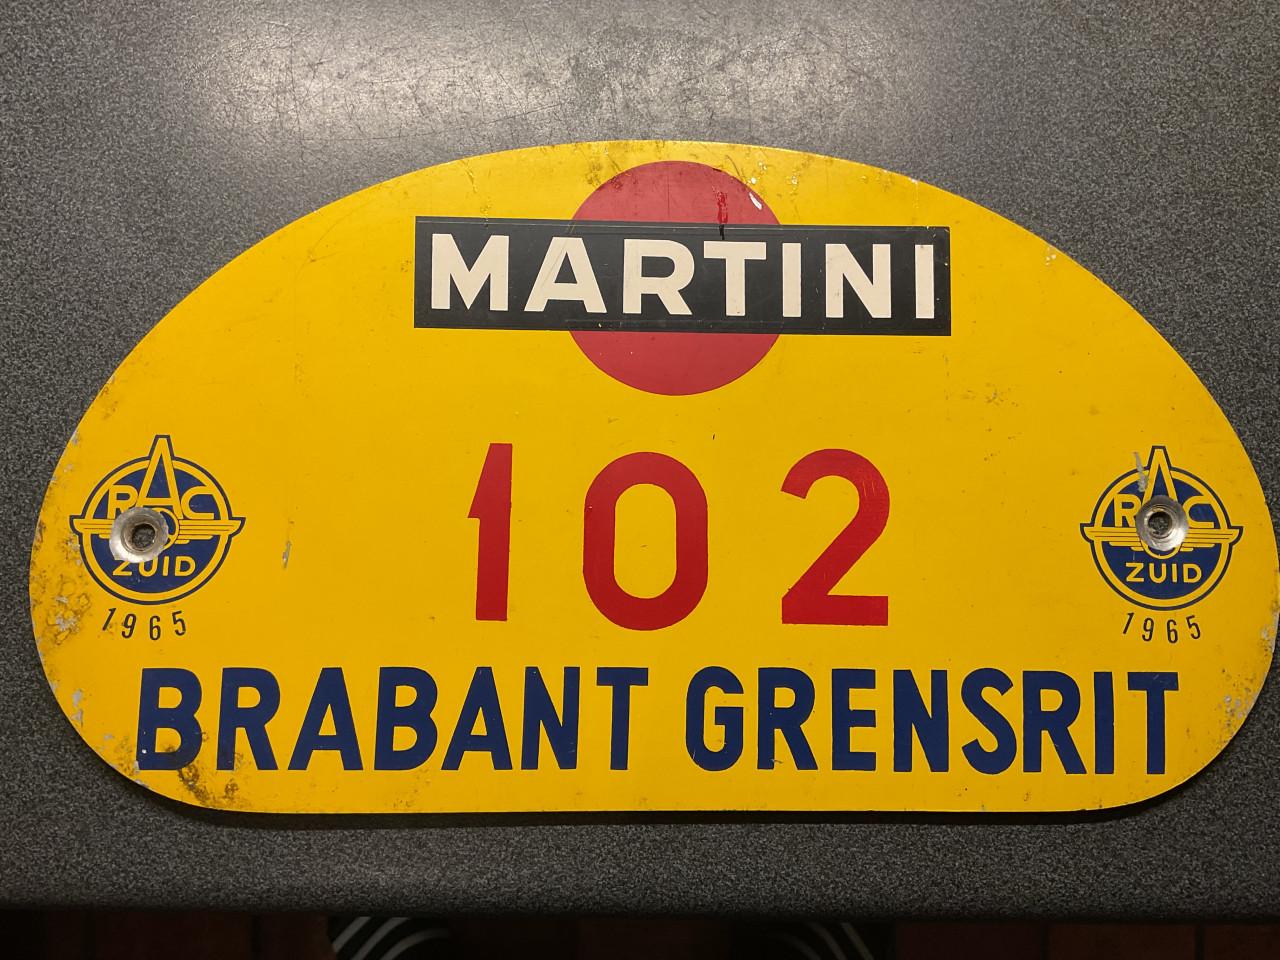 MARTINI
102
RAC
ZUID
1965
RAC
ZUID
1965
BRABANT GRENSRIT